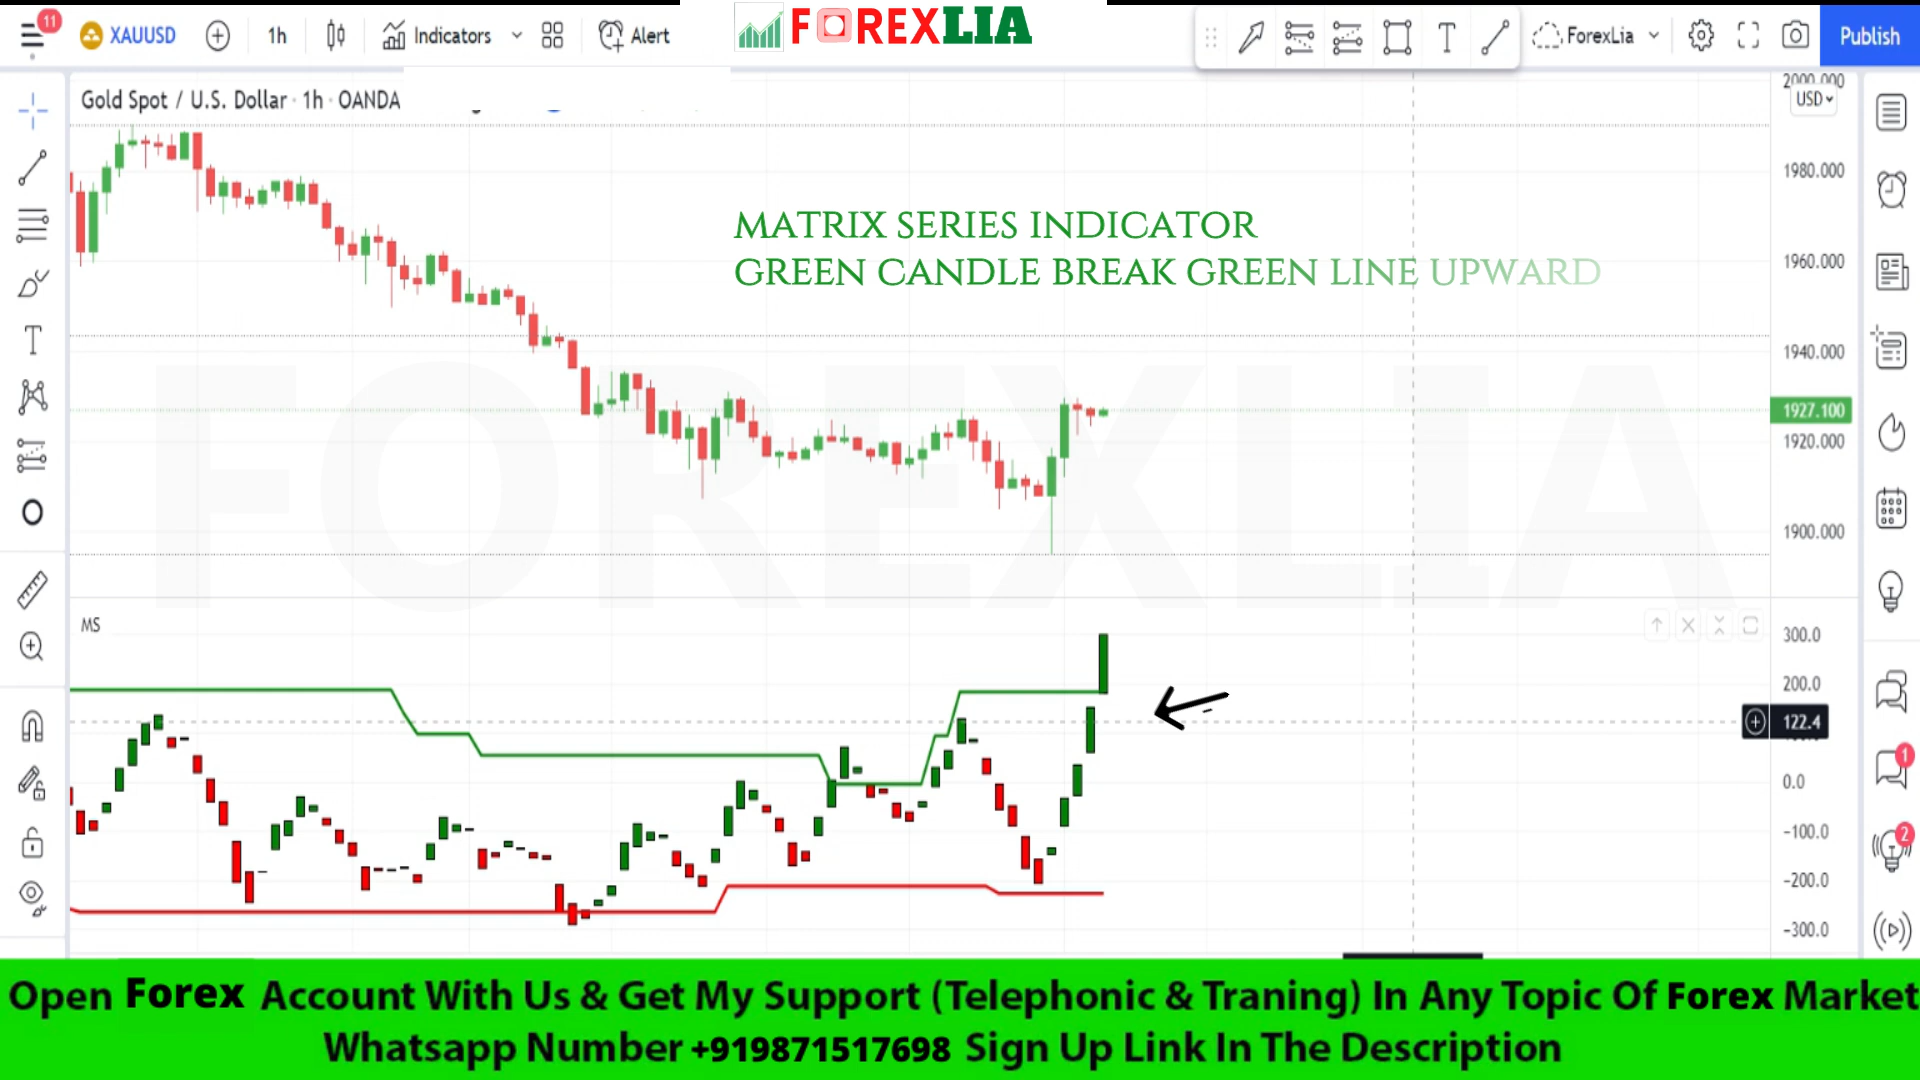 11
XAUUSD
1h
Indicators
Alert
FOREXLIA
T
ForexLia
Publish
Gold Spot / U.S. Dollar · 1h · OANDA
2000.000
USD
1980.000
MATRIX SERIES INDICATOR
GREEN CANDLE BREAK GREEN LINE UPWARD
1960.000
1940.000
FOREXLIA
1927.100
1920.000
1900.000
MS
300.0
200.0
122.4
0.0
1
-100.0
2
-200.0
-300.0
Open Forex Account With Us & Get My Support (Telephonic & Traning) In Any Topic Of Forex Market
Whatsapp Number +919871517698 Sign Up Link In The Description